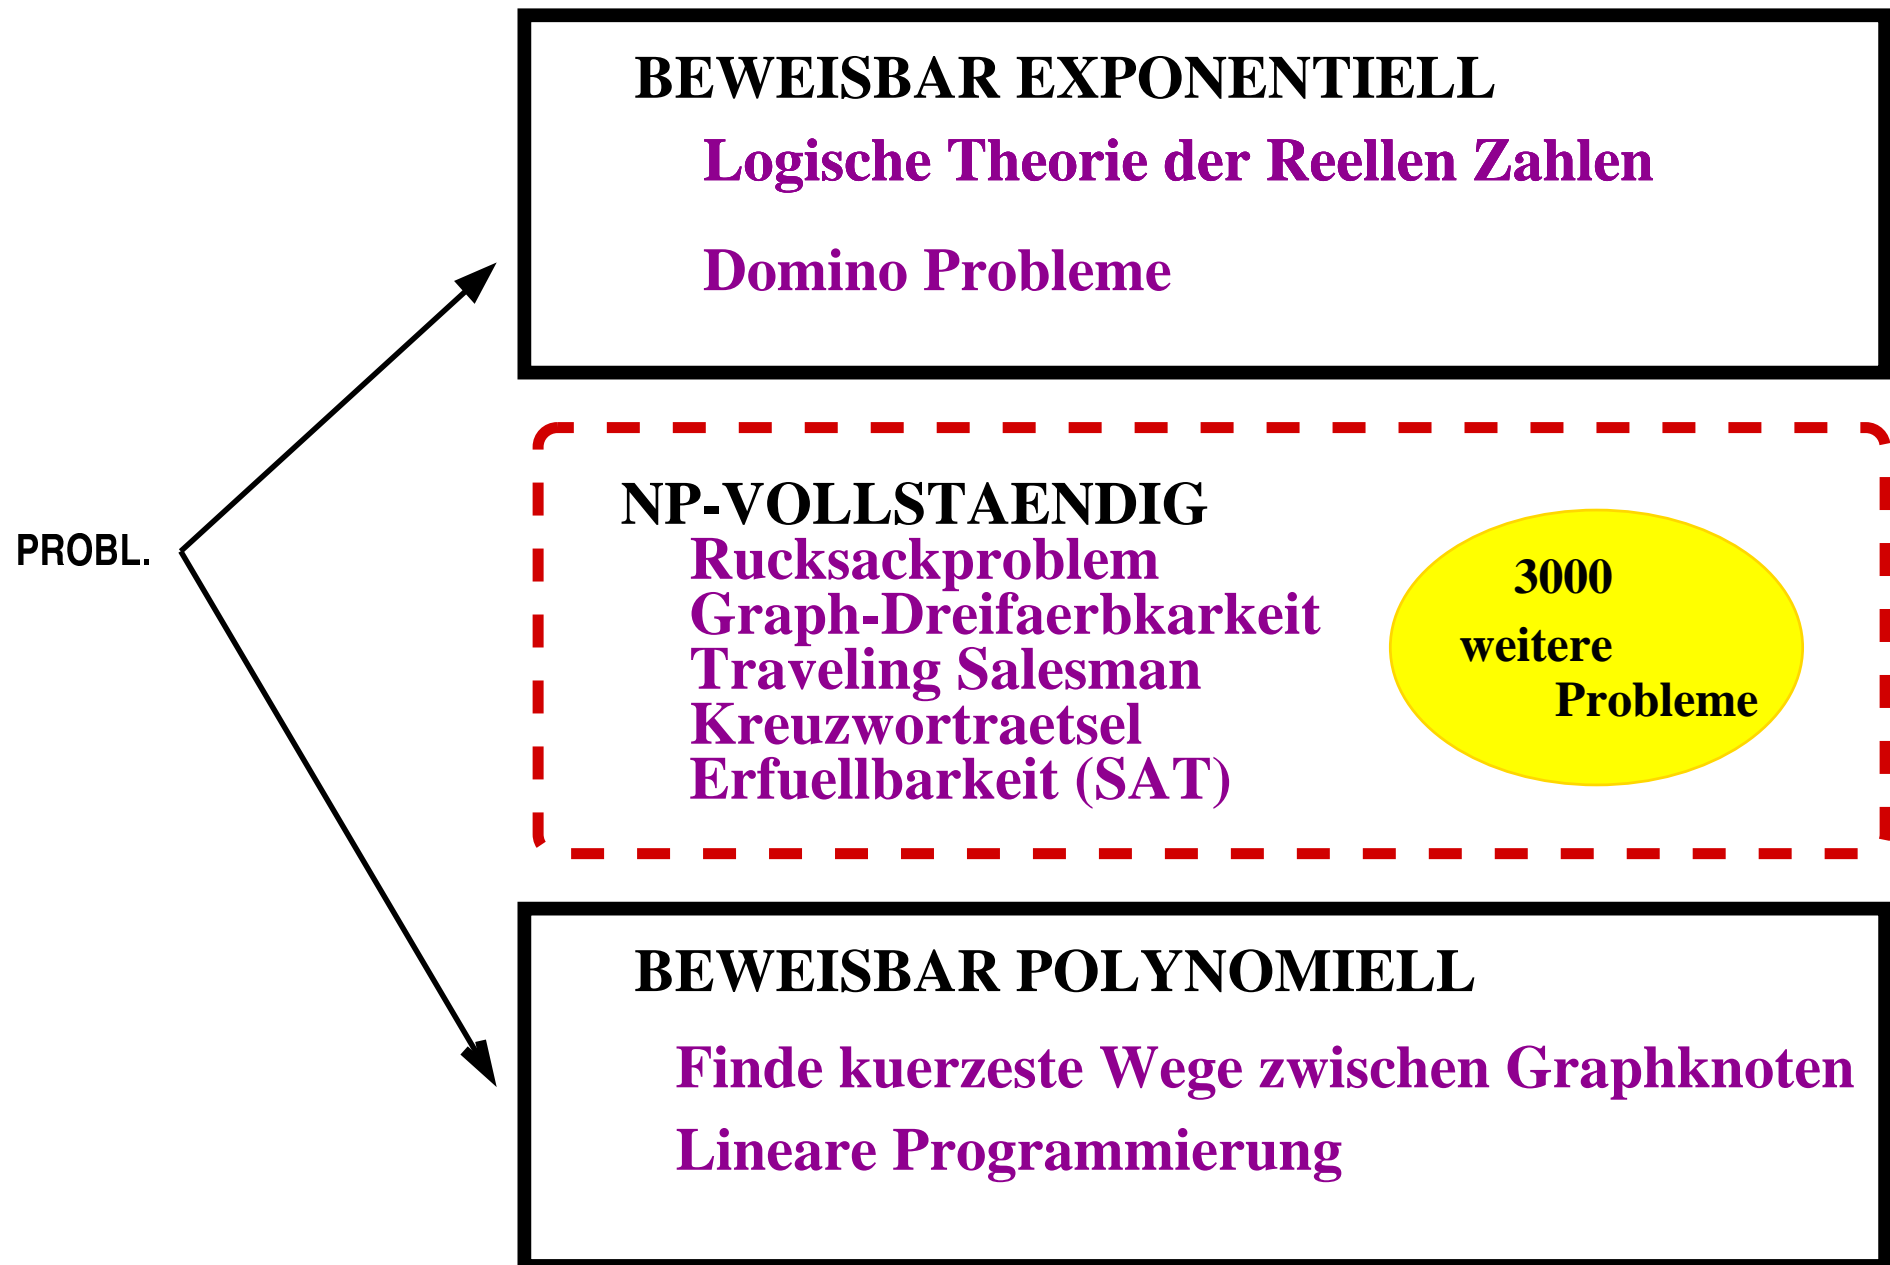 BEWEISBAR EXPONENTIELL
Logische Theorie der Reellen Zahlen
Domino Probleme
PROBL.
NP-VOLLSTAENDIG
Rucksackproblem
Graph-Dreifaerbkarkeit
Traveling Salesman
Kreuzwortraetsel
Erfuellbarkeit (SAT)
3000
weitere
Probleme
BEWEISBAR POLYNOMIELL
Finde kuerzeste Wege zwischen Graphknoten
Lineare Programmierung